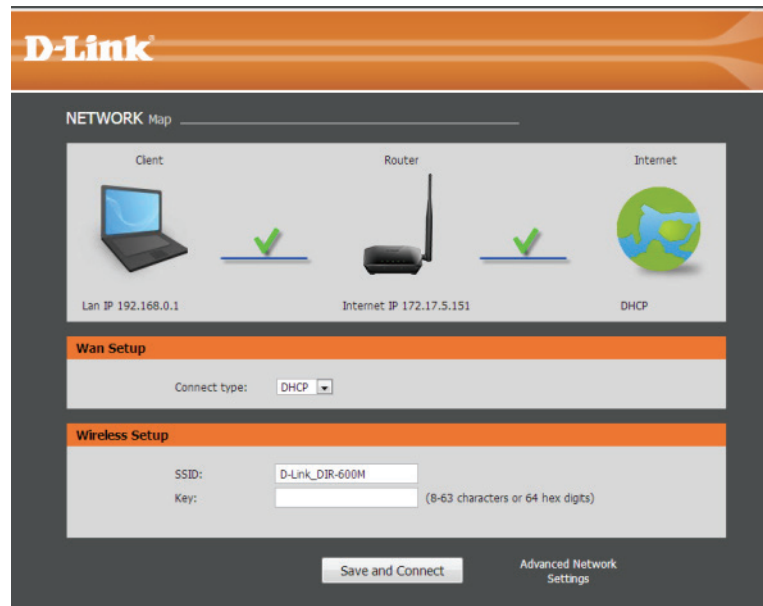 D-Link®
NETWORK Map
Client Router Internet
Lan IP 192.168.0.1 Internet IP 172.17.5.151 DHCP
Wan Setup
Connect type: DHCP
Wireless Setup
SSID: D-Link_DIR-600M
Key: (8-63 characters or 64 hex digits)
Save and Connect
Advanced Network
Settings